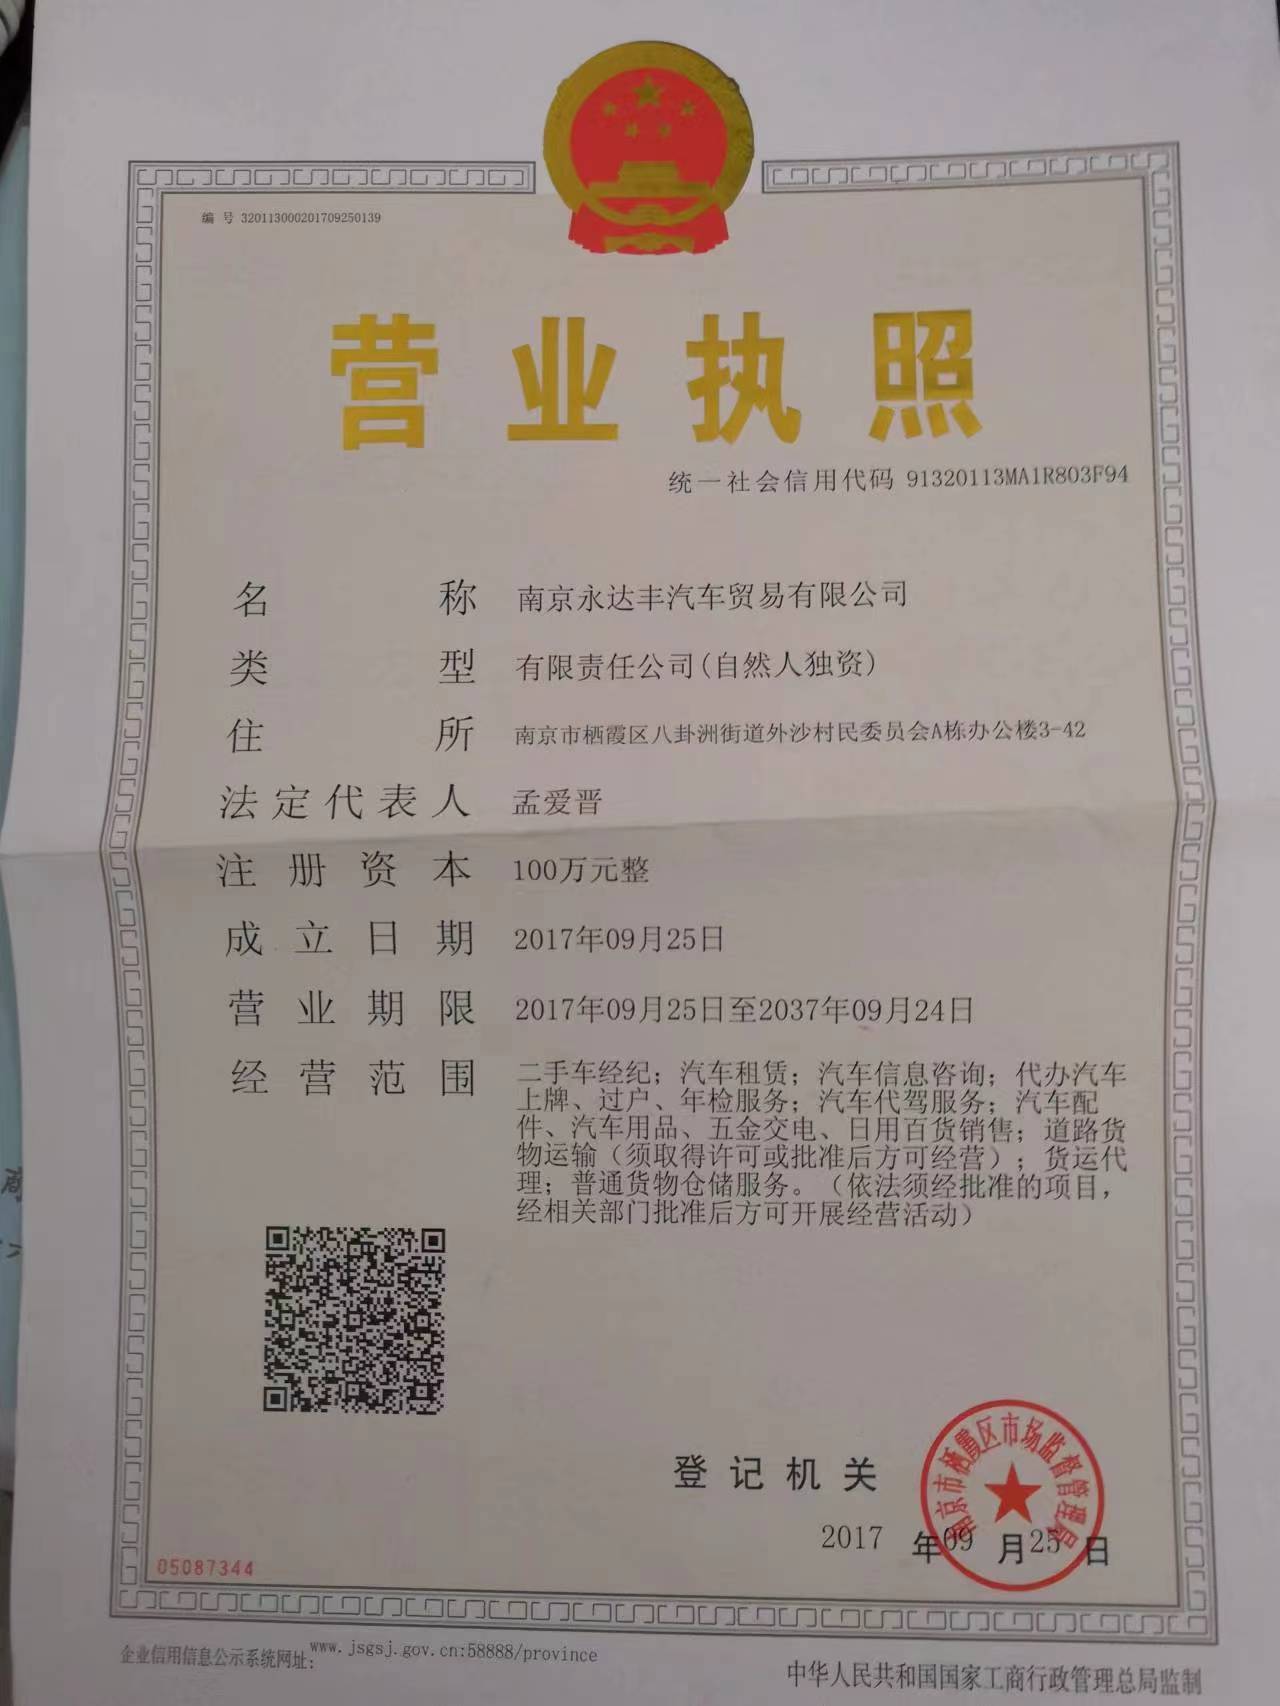 编 号 320113000201709250139
营业执照
统一社会信用代码 91320113MA1R803F94
名称 南京永达丰汽车贸易有限公司
类型 有限责任公司(自然人独资)
住所 南京市栖霞区八卦洲街道外沙村民委员会A栋办公楼3-42
法定代表人 孟爱晋
注册资本 100万元整
成立日期 2017年09月25日
营业期限 2017年09月25日至2037年09月24日
经营范围 二手车经纪；汽车租赁；汽车信息咨询；代办汽车
上牌、过户、年检服务；汽车代驾服务；汽车配
件、汽车用品、五金交电、日用百货销售；道路货
物运输（须取得许可或批准后方可经营）；货运代
理；普通货物仓储服务。（依法须经批准的项目，
经相关部门批准后方可开展经营活动）
登记机关
南京市栖霞区市场监督管理局
2017 年09 月25 日
05087344
企业信用信息公示系统网址: www.jsgsj.gov.cn:58888/province
中华人民共和国国家工商行政管理总局监制